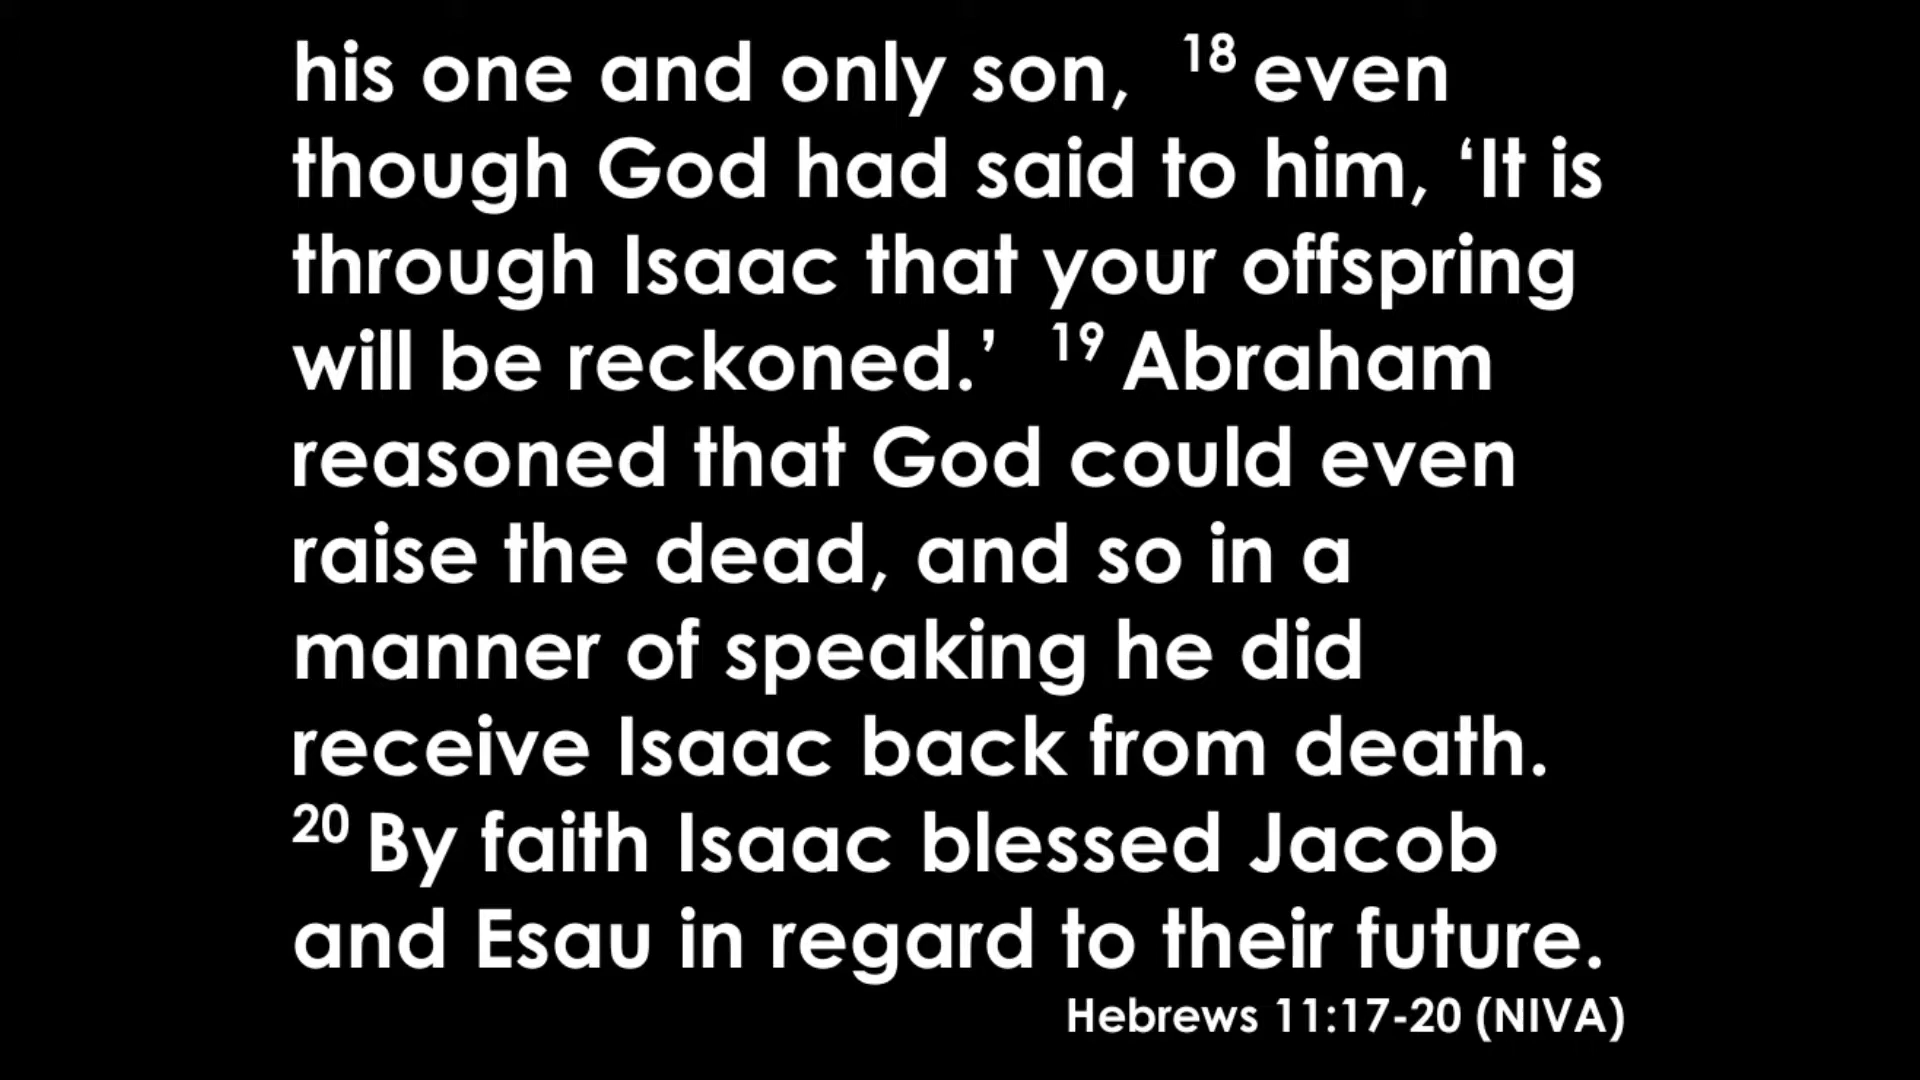 his one and only son, 18 even
though God had said to him, ‘It is
through Isaac that your offspring
will be reckoned.’ 19 Abraham
reasoned that God could even
raise the dead, and so in a
manner of speaking he did
receive Isaac back from death.
20 By faith Isaac blessed Jacob
and Esau in regard to their future.
Hebrews 11:17-20 (NIVA)